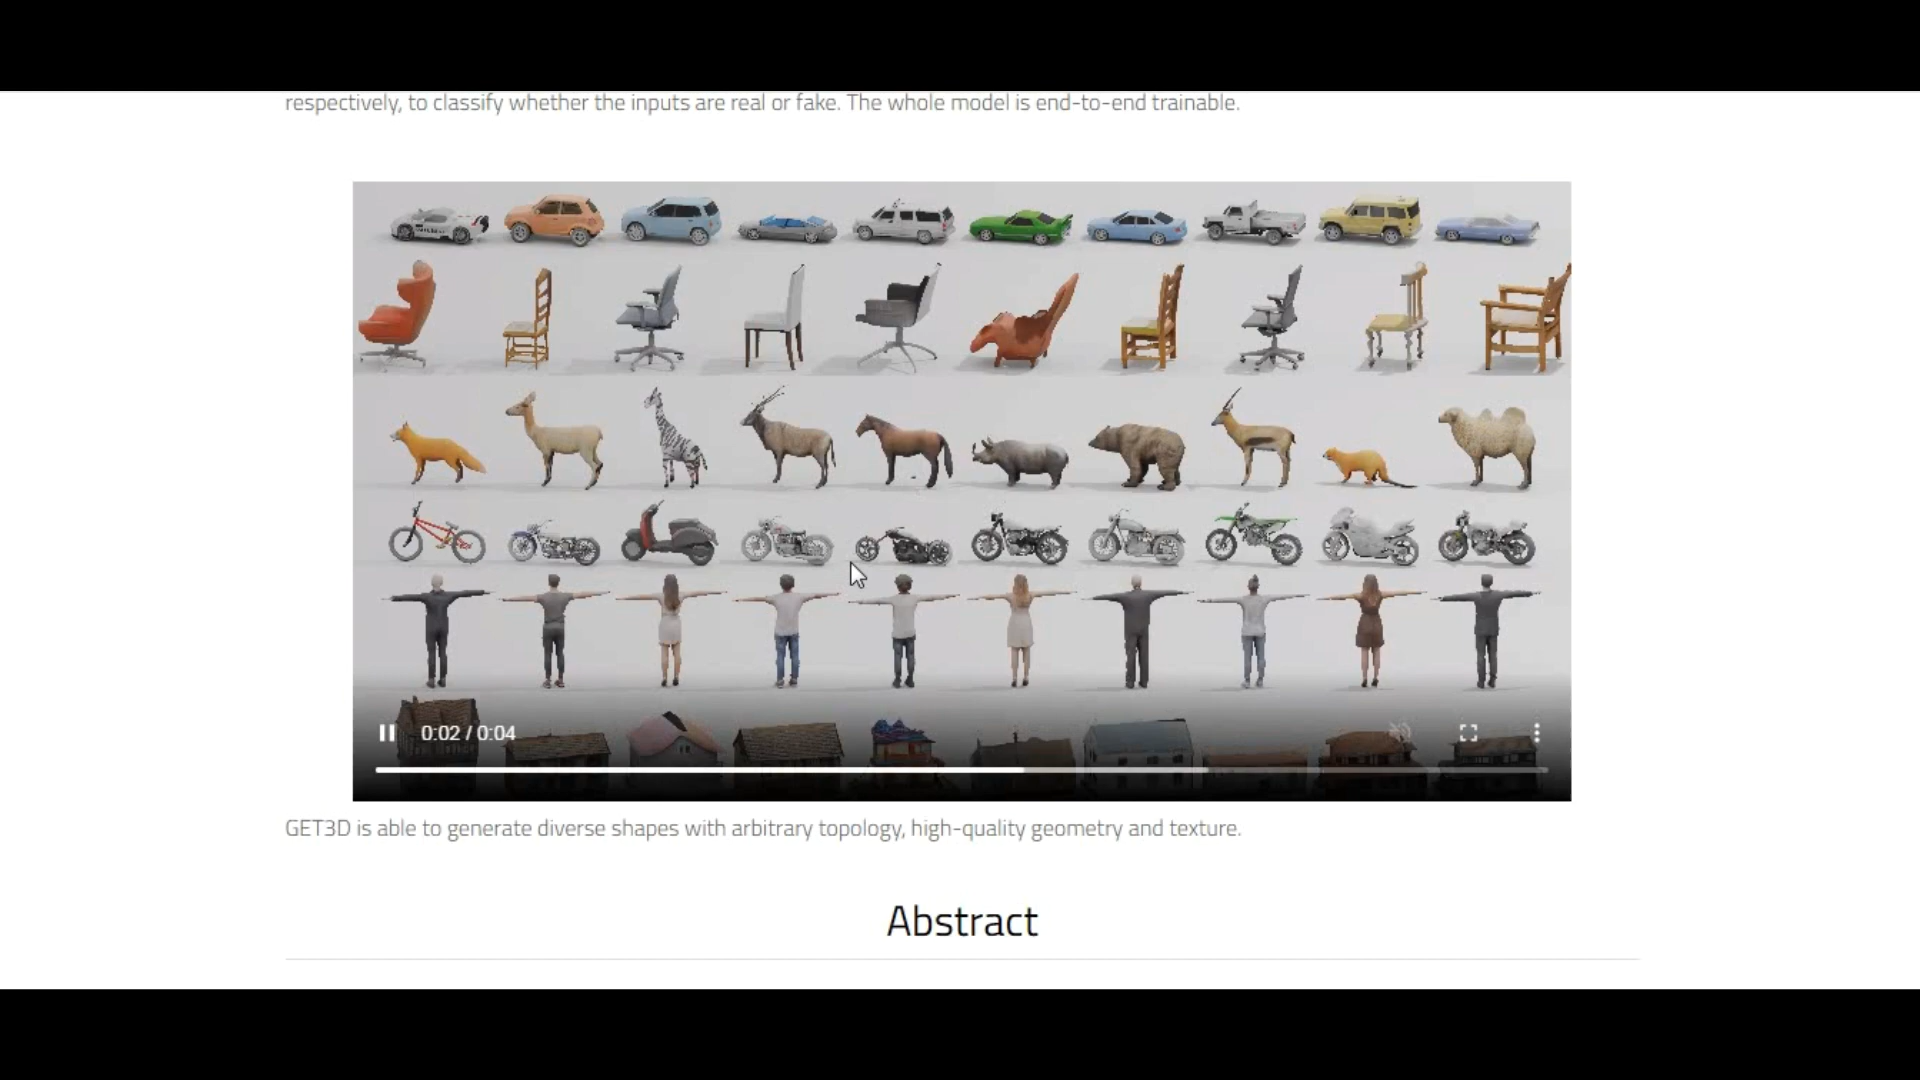 respectively, to classify whether the inputs are real or fake. The whole model is end-to-end trainable.
0:02 / 0:04
GET3D is able to generate diverse shapes with arbitrary topology, high-quality geometry and texture.
Abstract